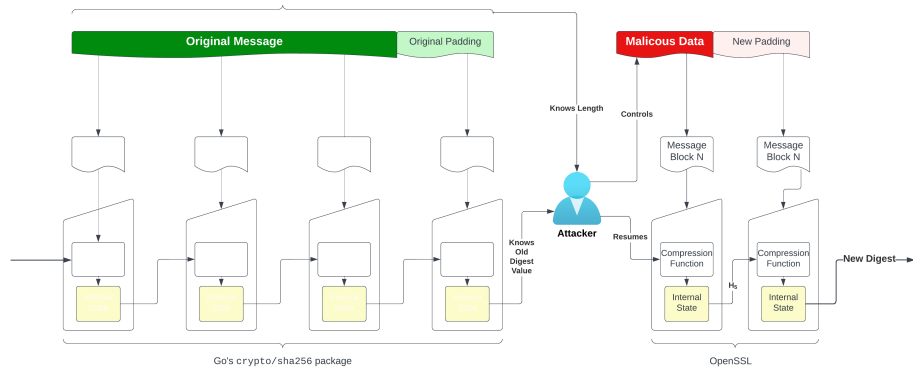 Original Message
Original Padding
Malicous Data
New Padding
Knows Length
Controls
Message
Block N
Message
Block N
Attacker
Knows
Old
Digest
Value
Resumes
Compression
Function
Compression
Function
New Digest
H5
Internal
State
Internal
State
Go's crypto/sha256 package
OpenSSL